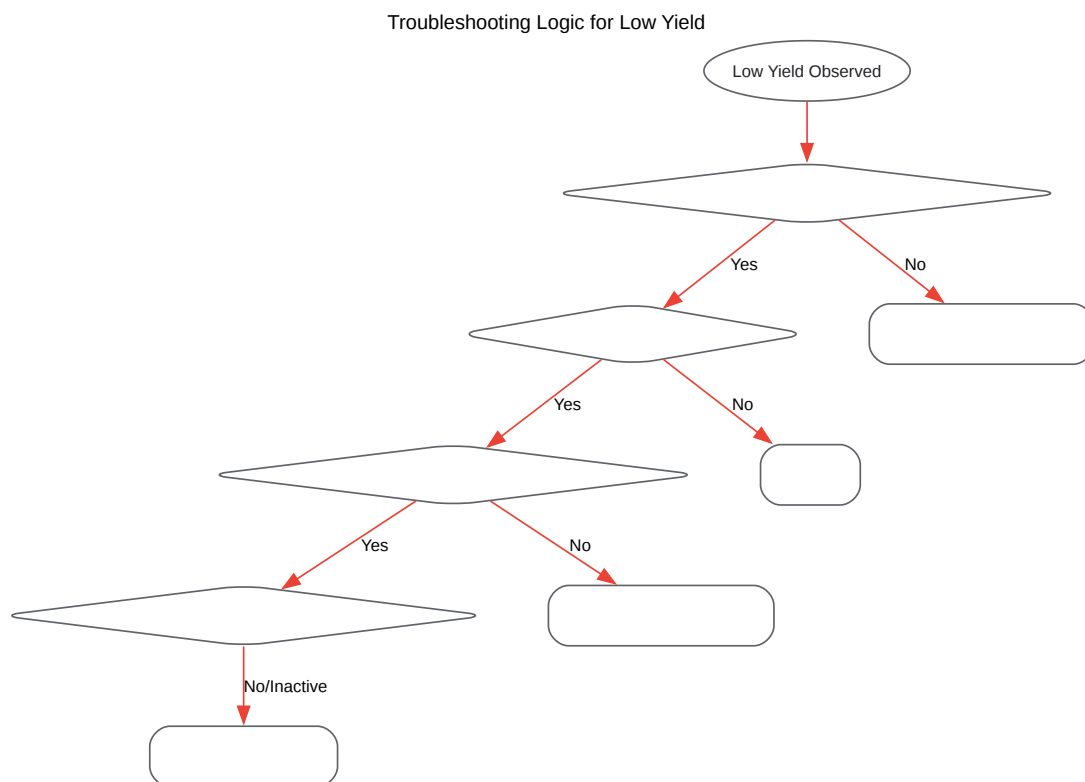 Troubleshooting Logic for Low Yield
Low Yield Observed
Yes
No
Yes
No
Yes
No
No/Inactive